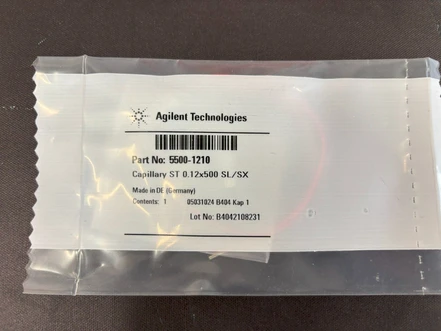 Agilent Technologies
Part No: 5500-1210
Capillary ST 0.12x500 SL/SX
Made in DE (Germany)
Contents: 1 05031024 B404 Kap 1
Lot No: B4042108231